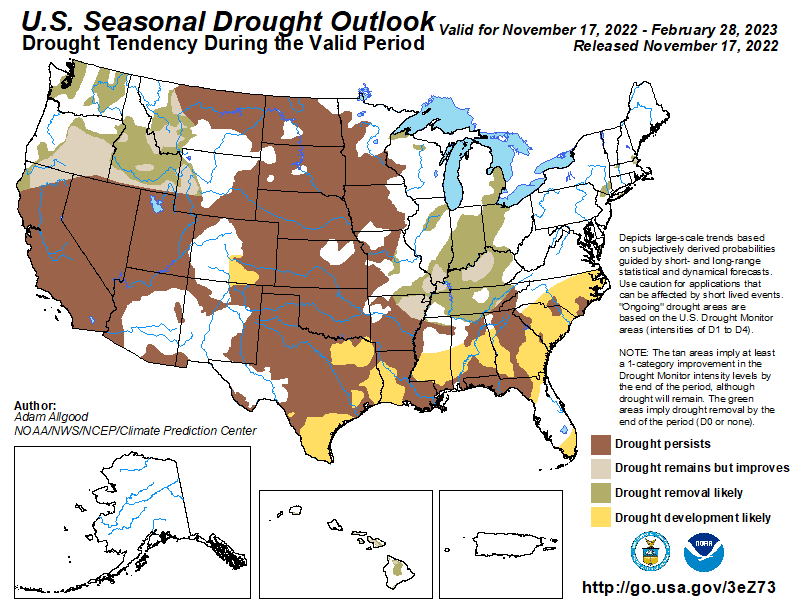 U.S. Seasonal Drought Outlook
Drought Tendency During the Valid Period
Valid for November 17, 2022 - February 28, 2023
Released November 17, 2022
Depicts large-scale trends based
on subjectively derived probabilities
guided by short- and long-range
statistical and dynamical forecasts.
Use caution for applications that
can be affected by short lived events.
"Ongoing" drought areas are
based on the U.S. Drought Monitor
areas (intensities of D1 to D4).
NOTE: The tan areas imply at least
a 1-category improvement in the
Drought Monitor intensity levels by
the end of the period, although
drought will remain. The green
areas imply drought removal by the
end of the period (D0 or none).
Author:
Adam Allgood
NOAA/NWS/NCEP/Climate Prediction Center
Drought persists
Drought remains but improves
Drought removal likely
Drought development likely
NOAA
http://go.usa.gov/3eZ73